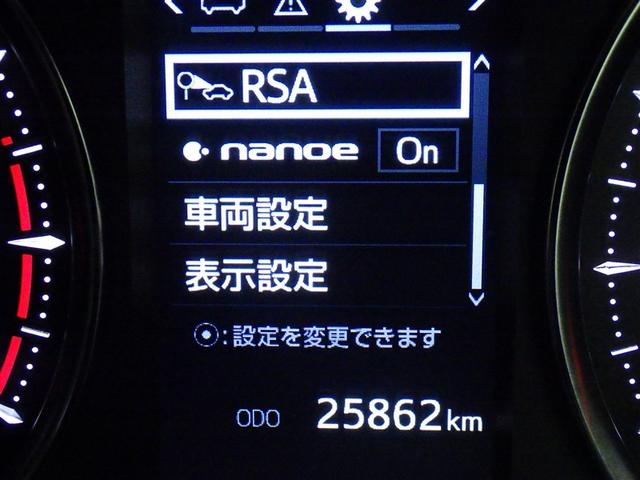 RSA
nanoe On
車両設定
表示設定
⦿:設定を変更できます
ODO 25862km